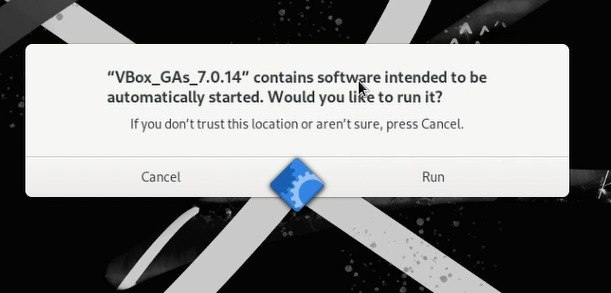 “VBox_GAs_7.0.14” contains software intended to be
automatically started. Would you like to run it?
If you don’t trust this location or aren’t sure, press Cancel.
Cancel
Run